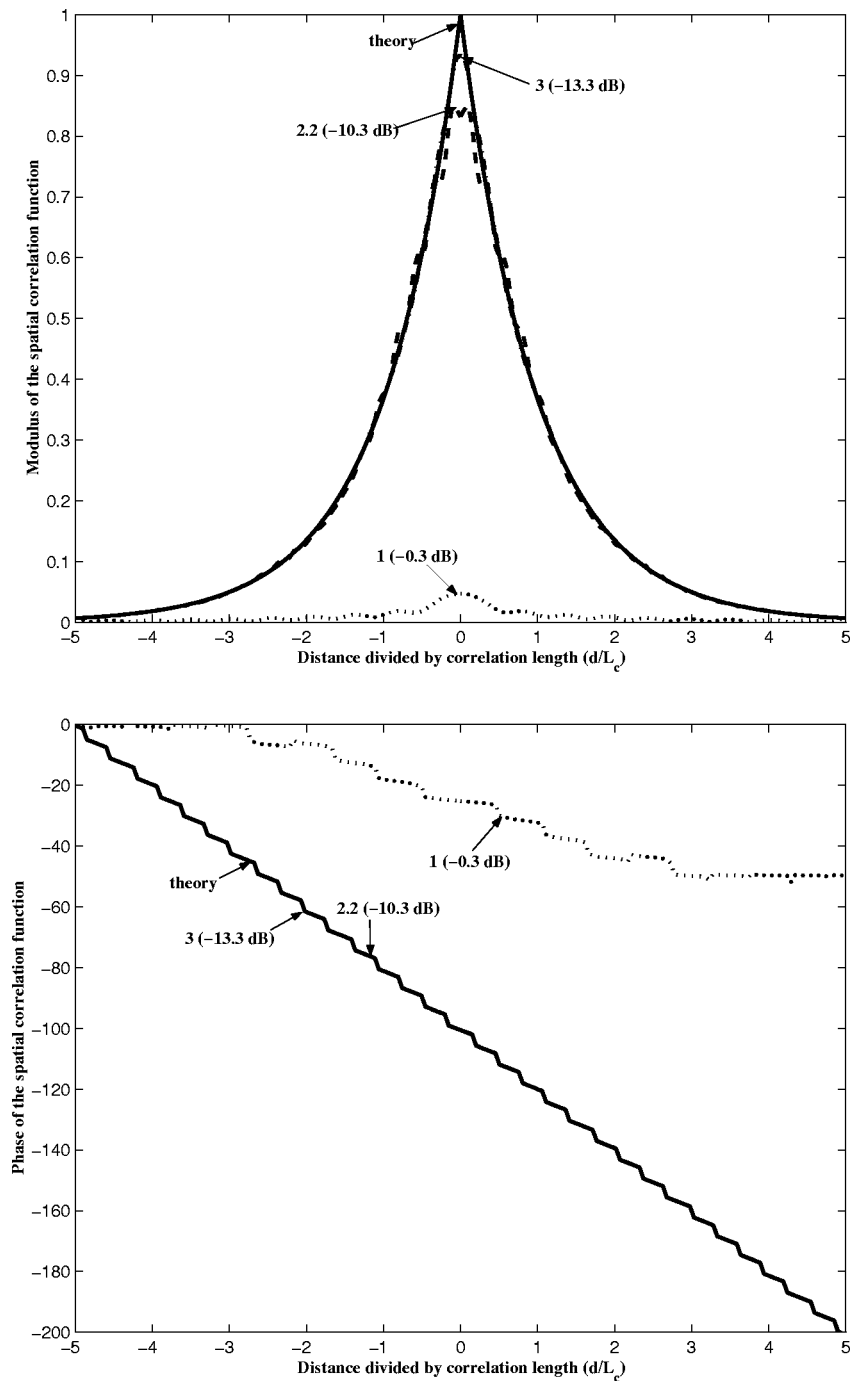 1
0.9
0.8
0.7
0.6
0.5
0.4
0.3
0.2
0.1
0
Modulus of the spatial correlation function
theory
3 (−13.3 dB)
2.2 (−10.3 dB)
1 (−0.3 dB)
−5 −4 −3 −2 −1 0 1 2 3 4 5
Distance divided by correlation length (d/Lc)
0
−20
−40
−60
−80
−100
−120
−140
−160
−180
−200
Phase of the spatial correlation function
1 (−0.3 dB)
theory
2.2 (−10.3 dB)
3 (−13.3 dB)
−5 −4 −3 −2 −1 0 1 2 3 4 5
Distance divided by correlation length (d/Lc)